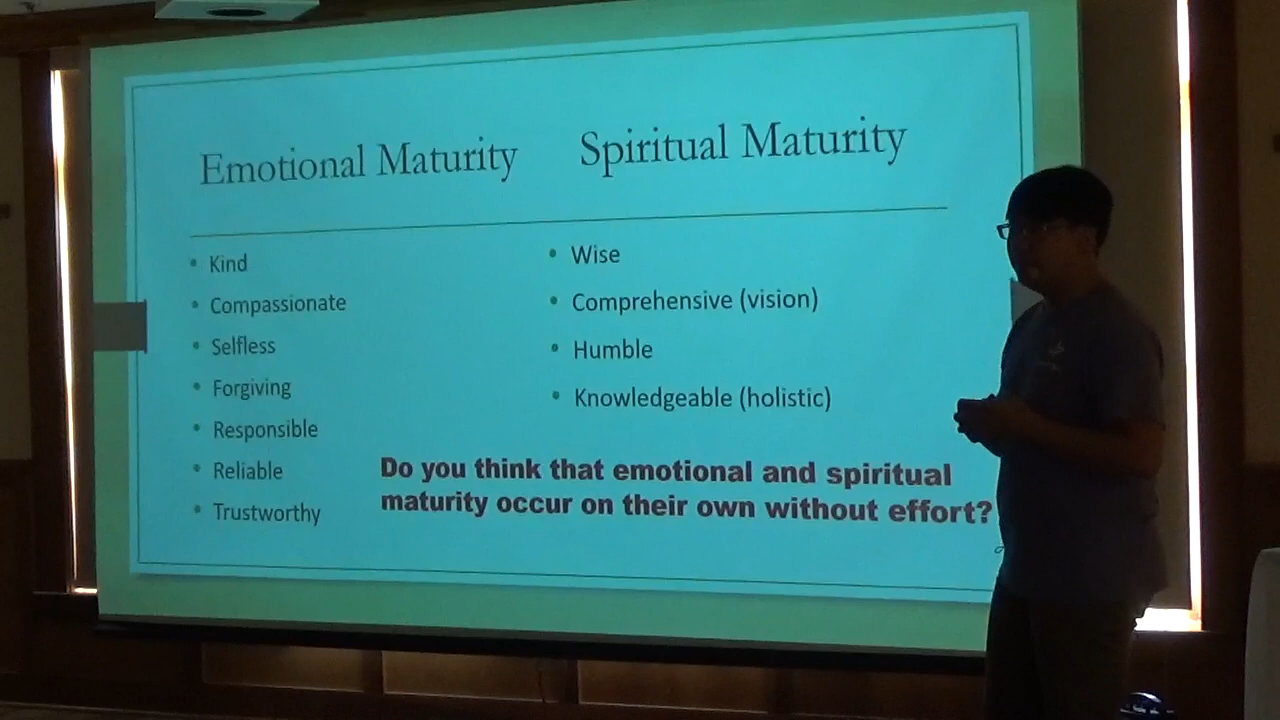 Emotional Maturity
Spiritual Maturity
Kind
Compassionate
Selfless
Forgiving
Responsible
Reliable
Trustworthy
Wise
Comprehensive (vision)
Humble
Knowledgeable (holistic)
Do you think that emotional and spiritual
maturity occur on their own without effort?